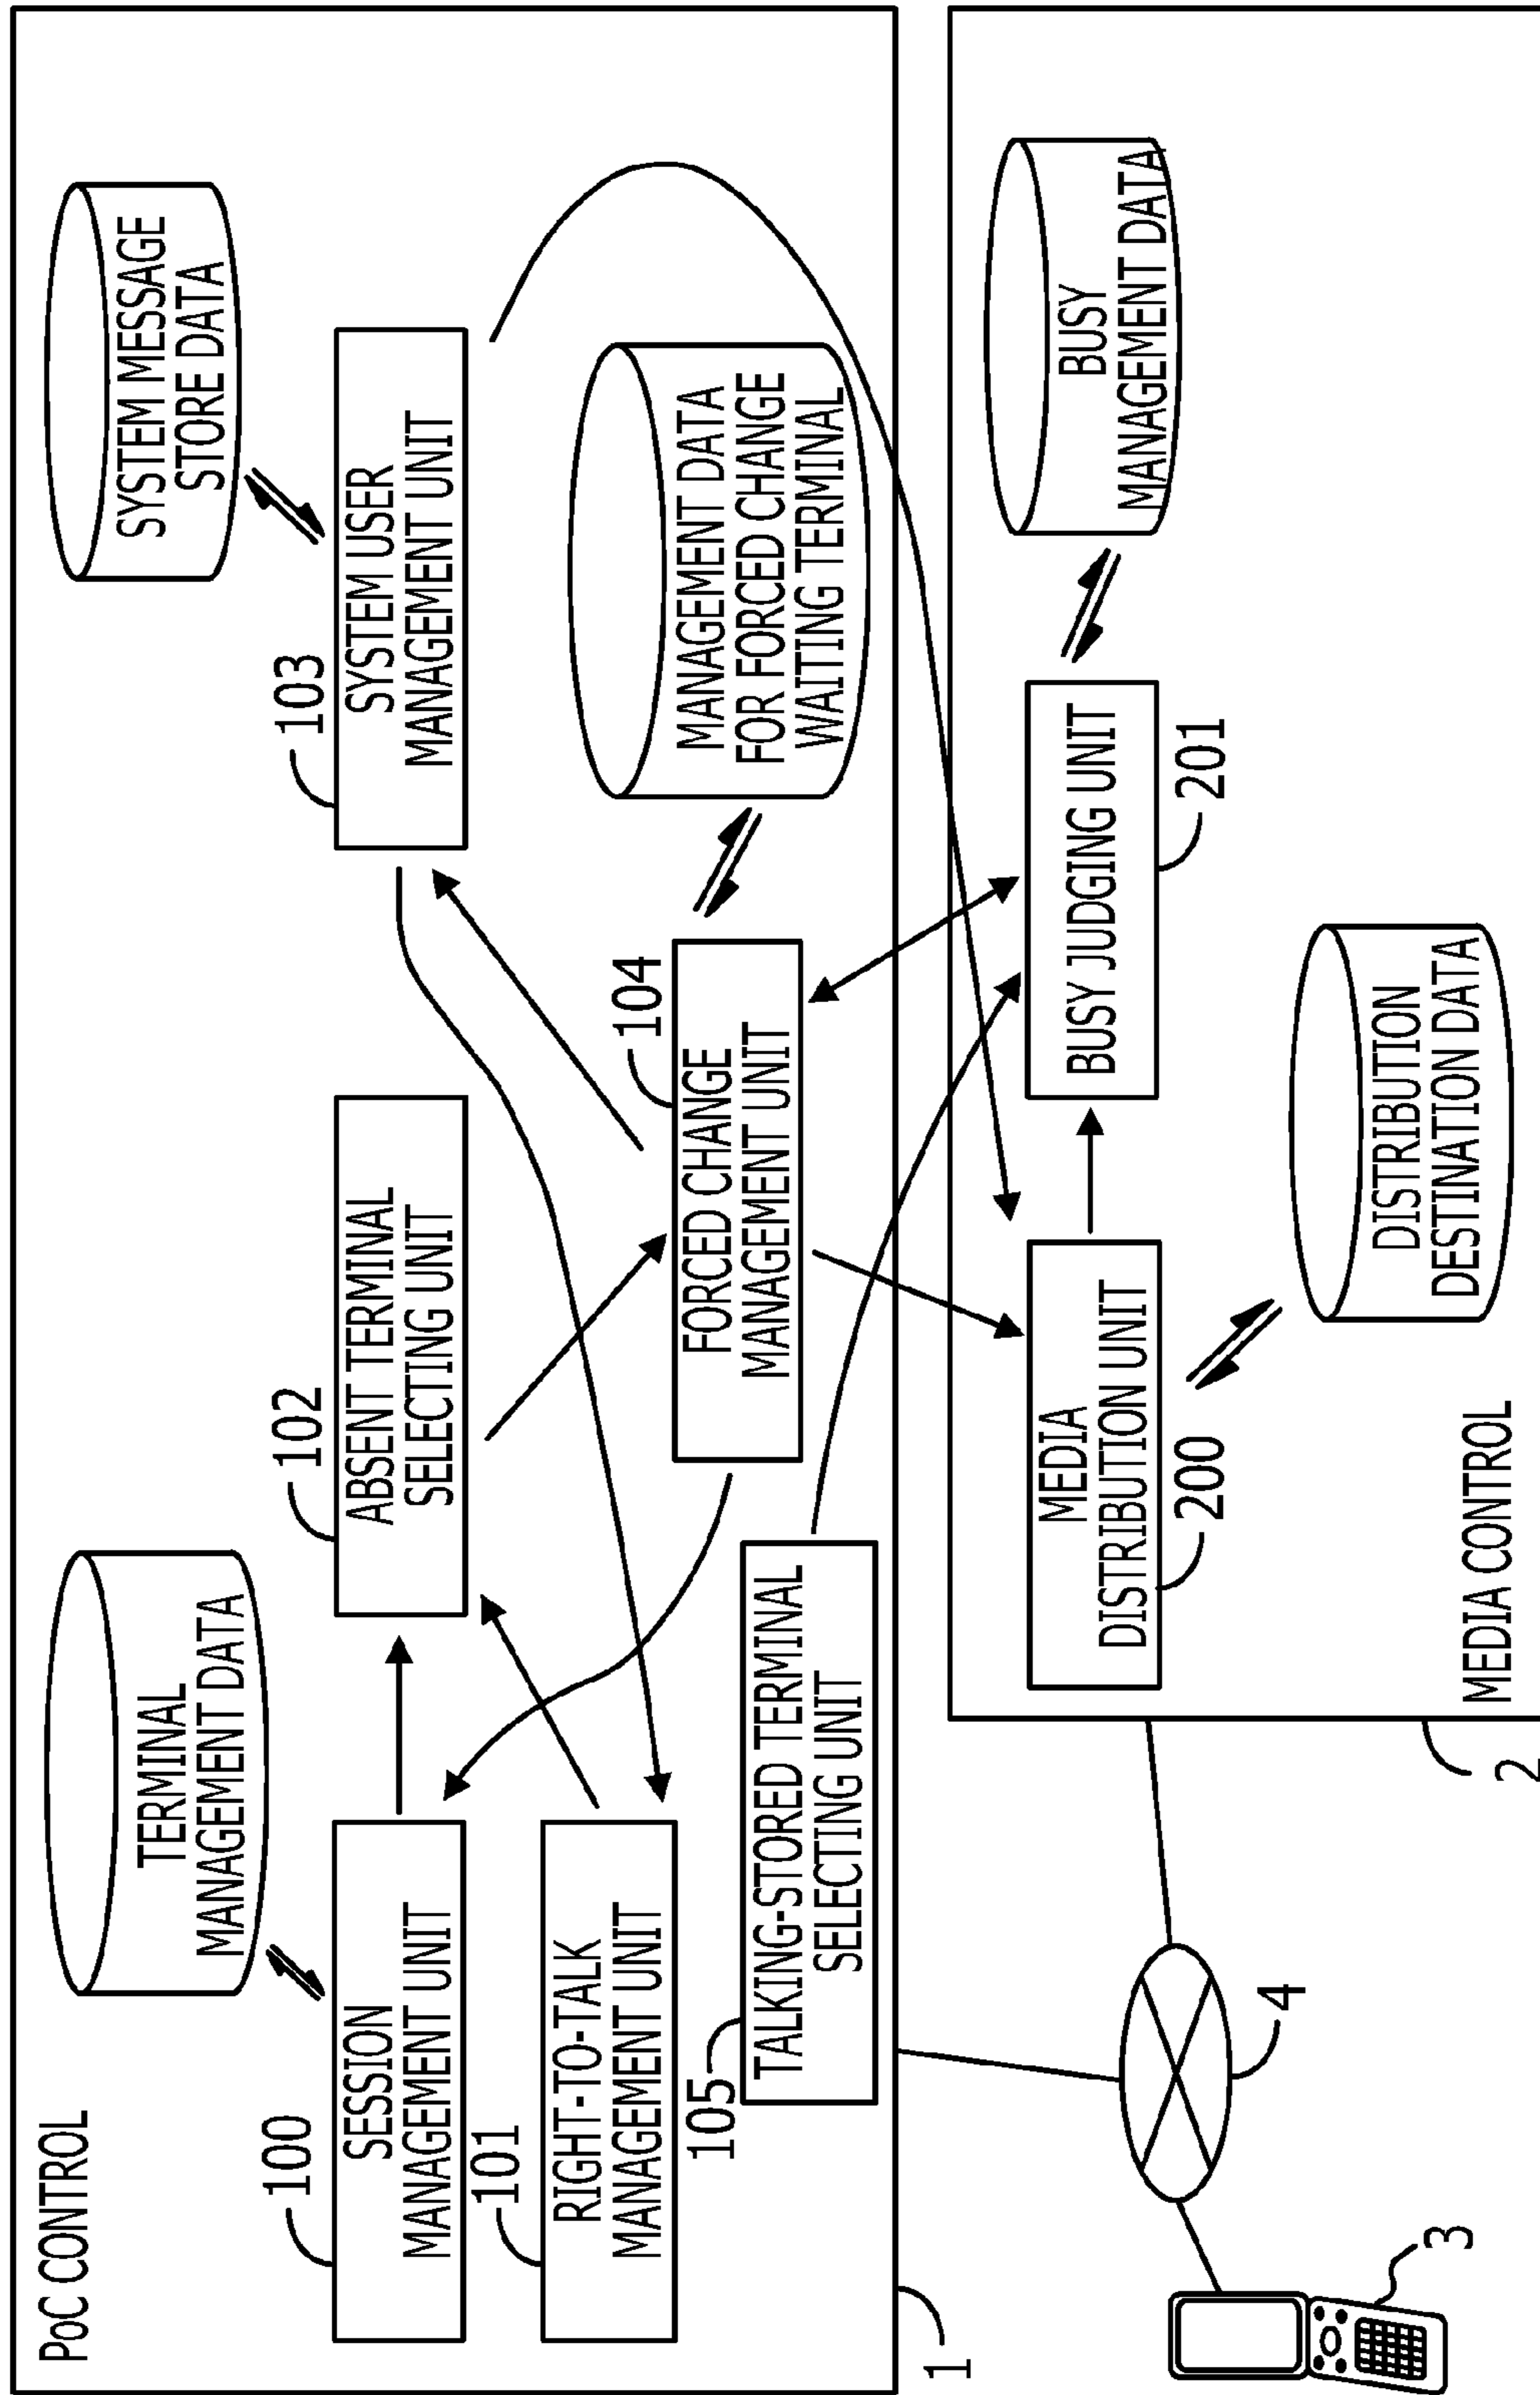 PoC CONTROL
TERMINAL
MANAGEMENT DATA
SYSTEM MESSAGE
STORE DATA
100
SESSION
MANAGEMENT UNIT
102
ABSENT TERMINAL
SELECTING UNIT
103
SYSTEM USER
MANAGEMENT UNIT
101
RIGHT-TO-TALK
MANAGEMENT UNIT
104
FORCED CHANGE
MANAGEMENT UNIT
MANAGEMENT DATA
FOR FORCED CHANGE
WAITING TERMINAL
105
TALKING-STORED TERMINAL
SELECTING UNIT
1
MEDIA
DISTRIBUTION UNIT
200
BUSY JUDGING UNIT
201
BUSY
MANAGEMENT DATA
DISTRIBUTION
DESTINATION DATA
MEDIA CONTROL
2
4
3